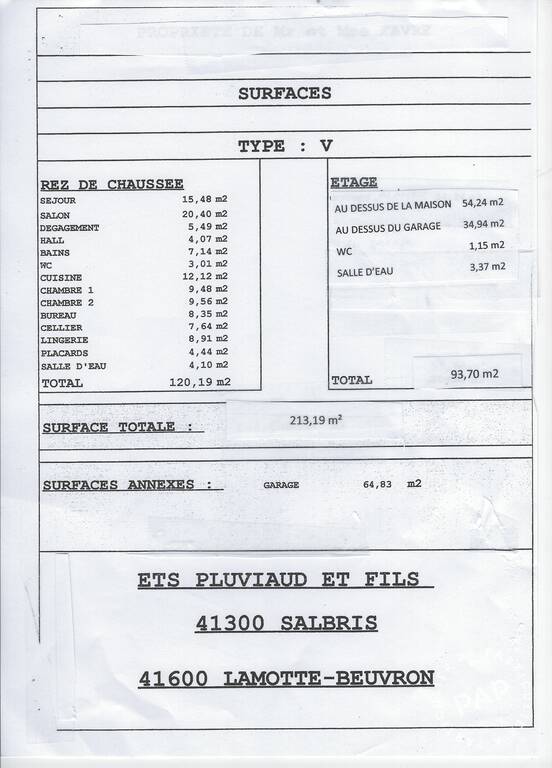 PROPRIETE DE Mr et Mme
SURFACES
TYPE : V
REZ DE CHAUSSEE
SEJOUR 15,48 m2
SALON 20,40 m2
DEGAGEMENT 5,49 m2
HALL 4,07 m2
BAINS 7,14 m2
WC 3,01 m2
CUISINE 12,12 m2
CHAMBRE 1 9,48 m2
CHAMBRE 2 9,56 m2
BUREAU 8,35 m2
CELLIER 7,64 m2
LINGERIE 8,91 m2
PLACARDS 4,44 m2
SALLE D'EAU 4,10 m2
TOTAL 120,19 m2
ETAGE
AU DESSUS DE LA MAISON 54,24 m2
AU DESSUS DU GARAGE 34,94 m2
WC 1,15 m2
SALLE D'EAU 3,37 m2
TOTAL 93,70 m2
SURFACE TOTALE : 213,19 m²
SURFACES ANNEXES : GARAGE 64,83 m2
ETS PLUVIAUD ET FILS
41300 SALBRIS
41600 LAMOTTE-BEUVRON
PAP